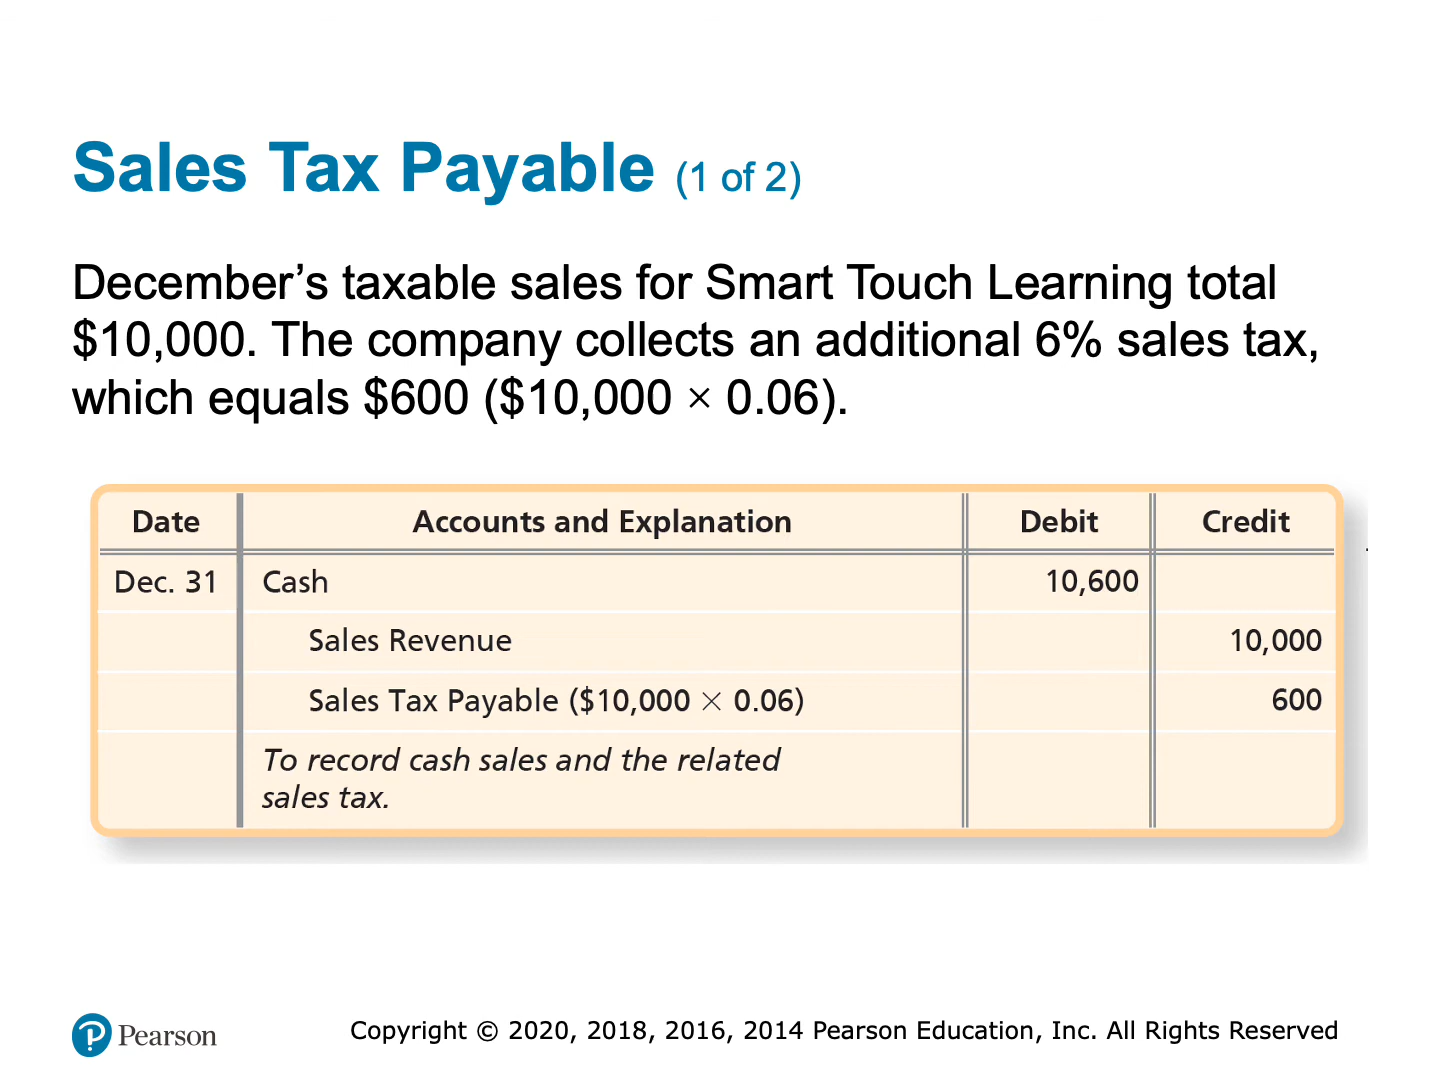 Sales Tax Payable (1 of 2)
December’s taxable sales for Smart Touch Learning total
$10,000. The company collects an additional 6% sales tax,
which equals $600 ($10,000 × 0.06).
Date Accounts and Explanation Debit Credit
Dec. 31 Cash 10,600
Sales Revenue 10,000
Sales Tax Payable ($10,000 × 0.06) 600
To record cash sales and the related
sales tax.
Pearson Copyright © 2020, 2018, 2016, 2014 Pearson Education, Inc. All Rights Reserved